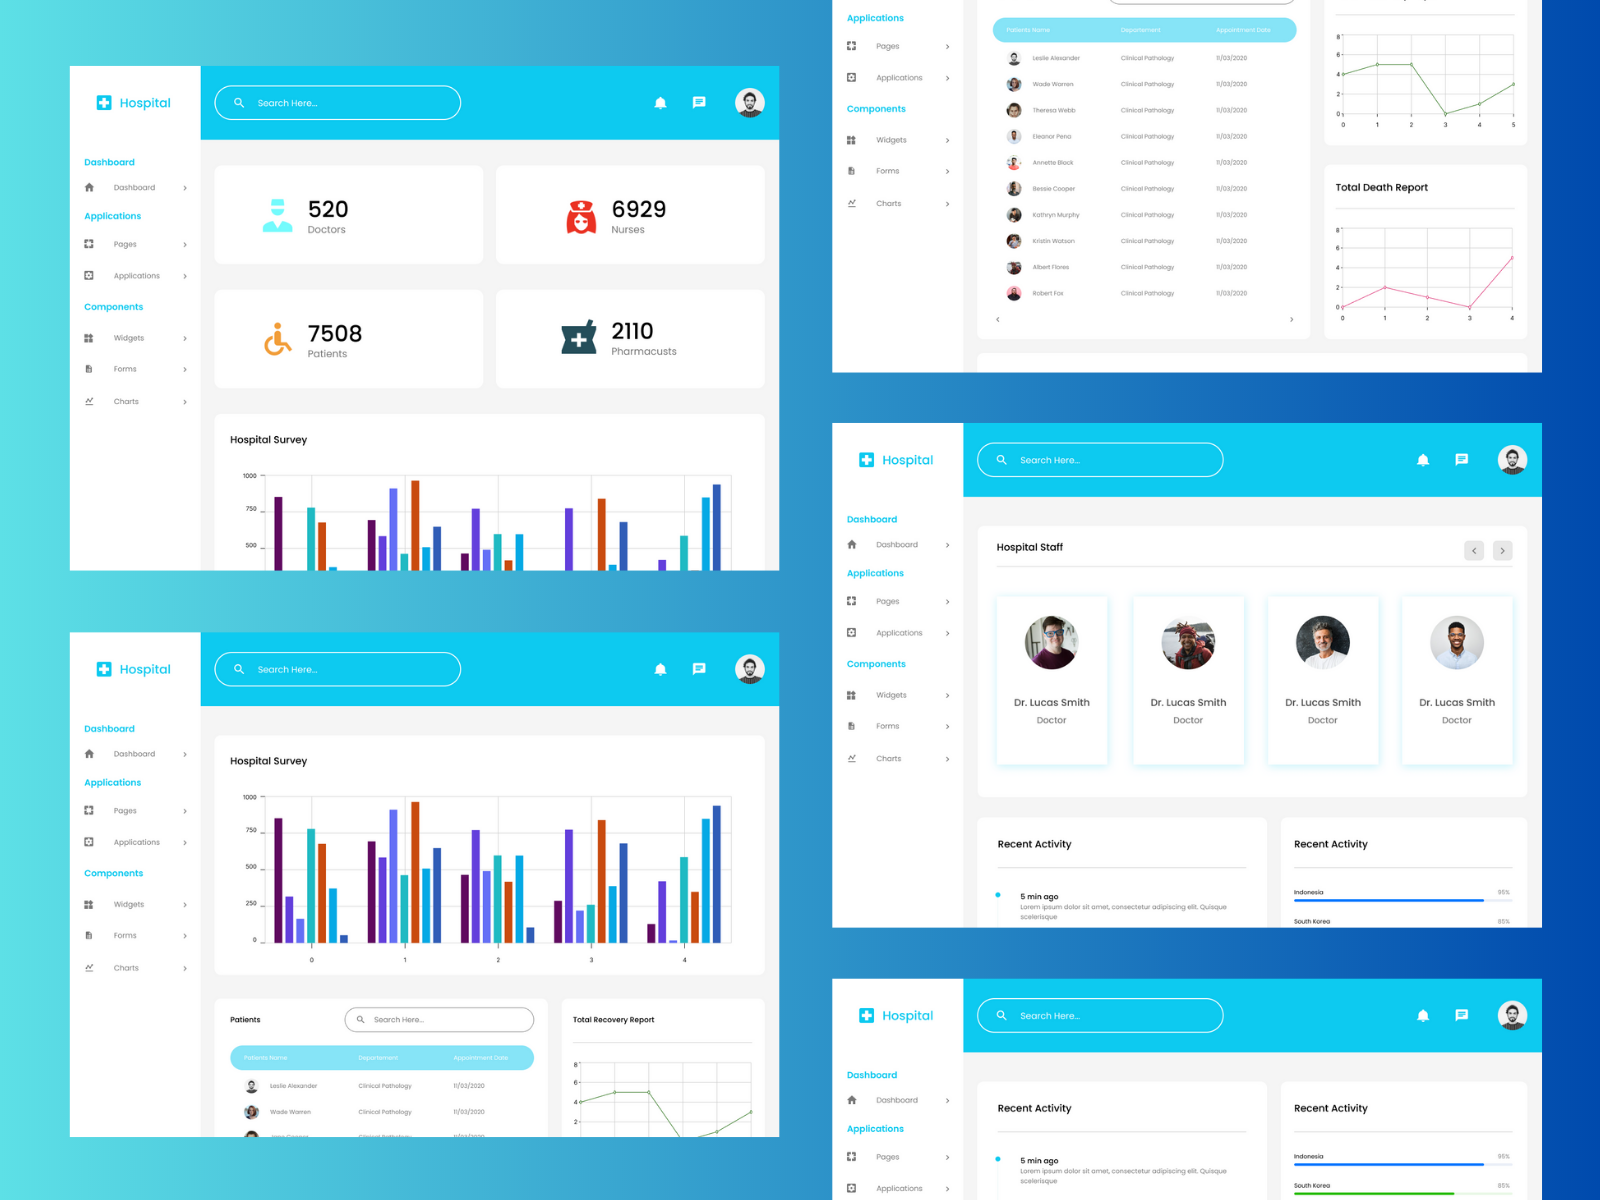 Hospital
Search Here...
Dashboard
Dashboard
Applications
Pages
Applications
Components
Widgets
Forms
Charts
520
Doctors
6929
Nurses
7508
Patients
2110
Pharmacusts
Hospital Survey
1000
750
500
Hospital
Search Here...
Dashboard
Dashboard
Applications
Pages
Applications
Components
Widgets
Forms
Charts
Hospital Survey
1000
750
500
250
0
0 1 2 3 4
Patients
Search Here...
Patients Name Departement Appointment Date
Leslie Alexander Clinical Pathology 11/03/2020
Wade Warren Clinical Pathology 11/03/2020
Total Recovery Report
8
6
4
2
Applications
Pages
Applications
Components
Widgets
Forms
Charts
Patients Name Departement Appointment Date
Leslie Alexander Clinical Pathology 11/03/2020
Wade Warren Clinical Pathology 11/03/2020
Theresa Webb Clinical Pathology 11/03/2020
Eleanor Pena Clinical Pathology 11/03/2020
Annette Black Clinical Pathology 11/03/2020
Bessie Cooper Clinical Pathology 11/03/2020
Kathryn Murphy Clinical Pathology 11/03/2020
Kristin Watson Clinical Pathology 11/03/2020
Albert Flores Clinical Pathology 11/03/2020
Robert Fox Clinical Pathology 11/03/2020
8
6
4
2
0
0 1 2 3 4 5
Total Death Report
8
6
4
2
0
0 1 2 3 4
Hospital
Search Here...
Dashboard
Dashboard
Applications
Pages
Applications
Components
Widgets
Forms
Charts
Hospital Staff
Dr. Lucas Smith Dr. Lucas Smith Dr. Lucas Smith Dr. Lucas Smith
Doctor Doctor Doctor Doctor
Recent Activity
5 min ago
Lorem ipsum dolor sit amet, consectetur adipiscing elit. Quisque
scelerisque
Recent Activity
Indonesia 95%
South Korea 85%
Hospital
Search Here...
Dashboard
Dashboard
Applications
Pages
Applications
Recent Activity
5 min ago
Lorem ipsum dolor sit amet, consectetur adipiscing elit. Quisque
scelerisque
Recent Activity
Indonesia 95%
South Korea 85%